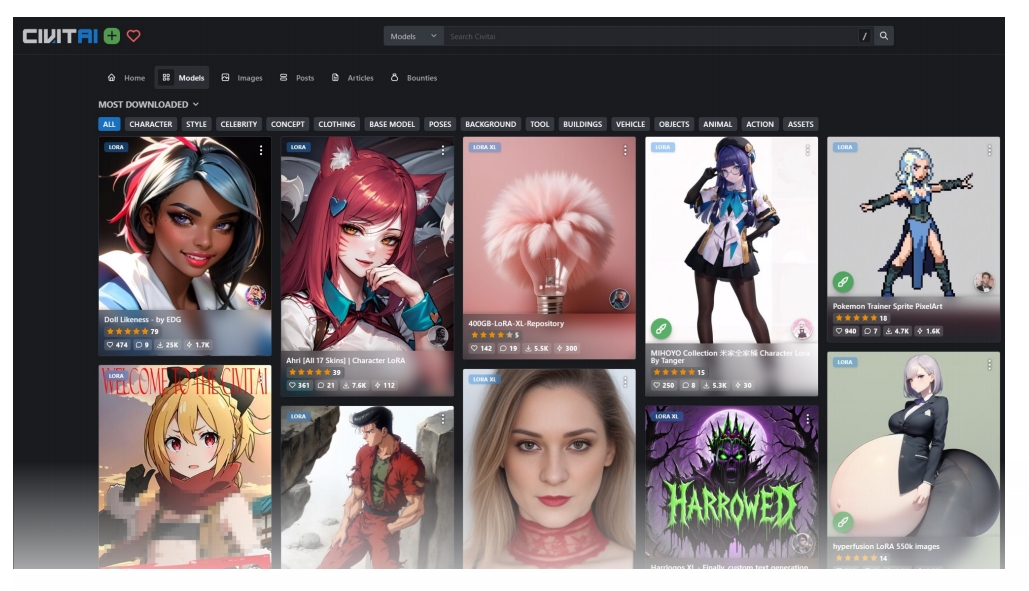 CIVITAI
Models
Search Civitai
/
Home
Models
Images
Posts
Articles
Bounties
MOST DOWNLOADED
ALL
CHARACTER
STYLE
CELEBRITY
CONCEPT
CLOTHING
BASE MODEL
POSES
BACKGROUND
TOOL
BUILDINGS
VEHICLE
OBJECTS
ANIMAL
ACTION
ASSETS
LORA
Doll Likeness - by EDG
79
474
9
25K
1.7K
LORA
WELCOME TO THE CIVITAI
LORA
Ahri [All 17 Skins] | Character LoRA
39
361
21
7.6K
112
LORA
LORA XL
400GB-LoRA-XL-Repository
5
142
19
5.5K
300
LORA XL
LORA
MIHOYO Collection 米家全家桶 Character Lora
By Tanger
15
250
8
5.3K
30
LORA XL
HARROWED
Hardogos XL - Finally, custom text generation
LORA
Pokemon Trainer Sprite PixelArt
18
940
7
4.7K
1.6K
LORA
hyperfusion LoRA 550k images
14